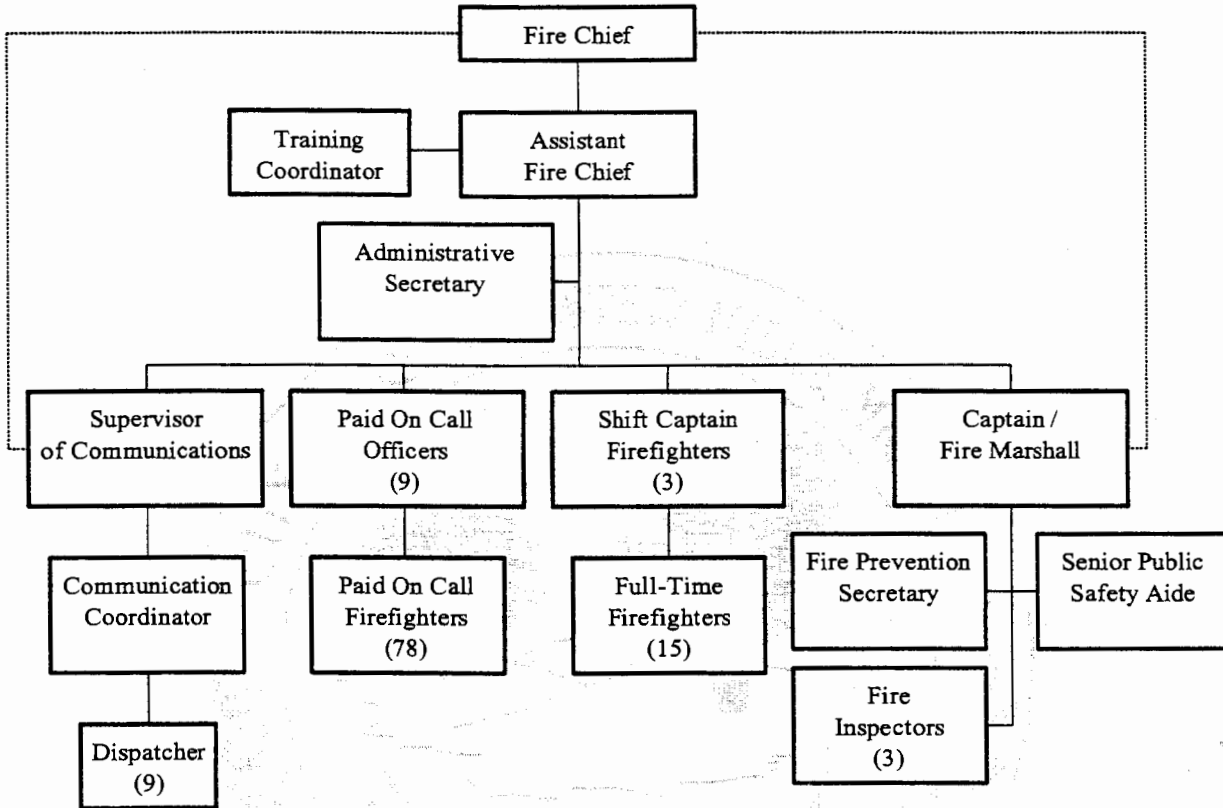 Fire Chief
Training
Coordinator
Assistant
Fire Chief
Administrative
Secretary
Supervisor
of Communications
Paid On Call
Officers
(9)
Shift Captain
Firefighters
(3)
Captain /
Fire Marshall
Communication
Coordinator
Paid On Call
Firefighters
(78)
Full-Time
Firefighters
(15)
Fire Prevention
Secretary
Senior Public
Safety Aide
Dispatcher
(9)
Fire
Inspectors
(3)